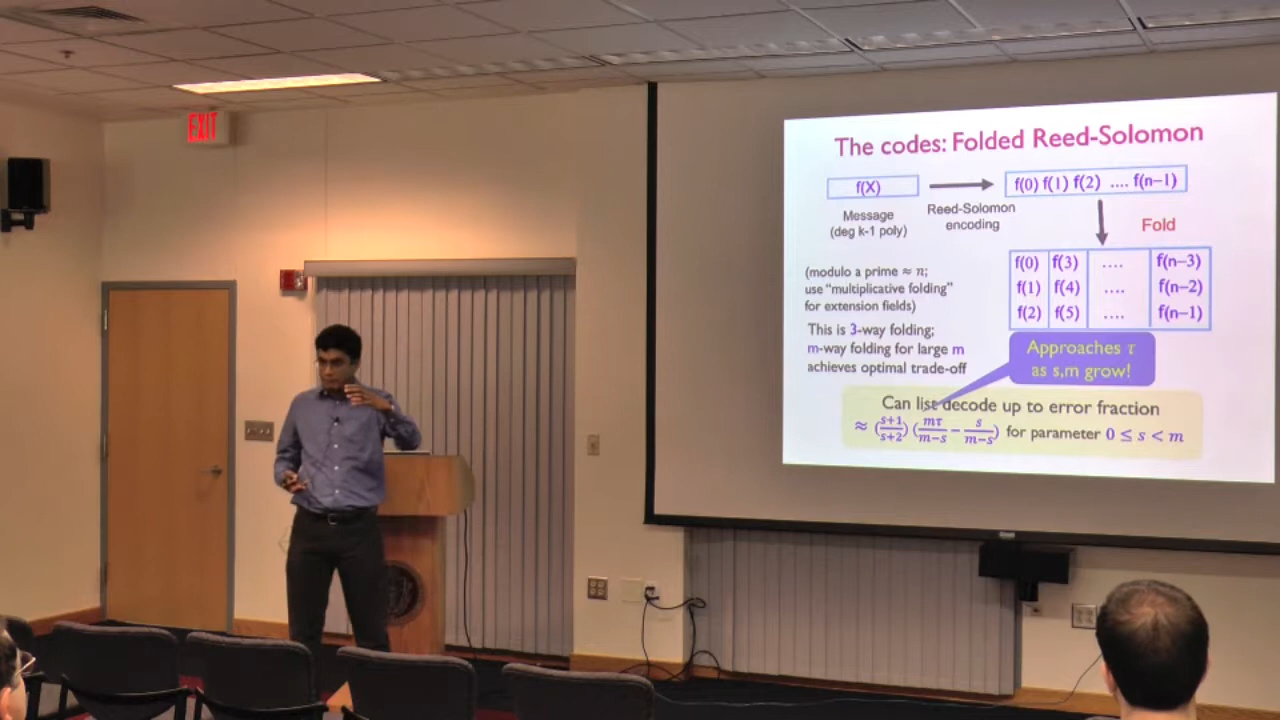 EXIT
The codes: Folded Reed-Solomon
f(X)
f(0) f(1) f(2) .... f(n−1)
Message
(deg k-1 poly)
Reed-Solomon
encoding
Fold
f(0) f(3) .... f(n−3)
f(1) f(4) .... f(n−2)
f(2) f(5) .... f(n−1)
(modulo a prime ≈ n;
use "multiplicative folding"
for extension fields)
This is 3-way folding;
m-way folding for large m
achieves optimal trade-off
Approaches τ
as s,m grow!
Can list decode up to error fraction
≈ (s+1/s+2) (mτ/m−s − s/m−s) for parameter 0 ≤ s < m